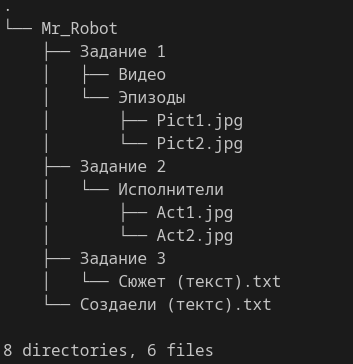 .
└── Mr_Robot
    ├── Задание 1
    │   ├── Видео
    │   └── Эпизоды
    │       ├── Pict1.jpg
    │       └── Pict2.jpg
    ├── Задание 2
    │   └── Исполнители
    │       ├── Act1.jpg
    │       └── Act2.jpg
    ├── Задание 3
    │   └── Сюжет (текст).txt
    └── Создаели (тектс).txt

8 directories, 6 files